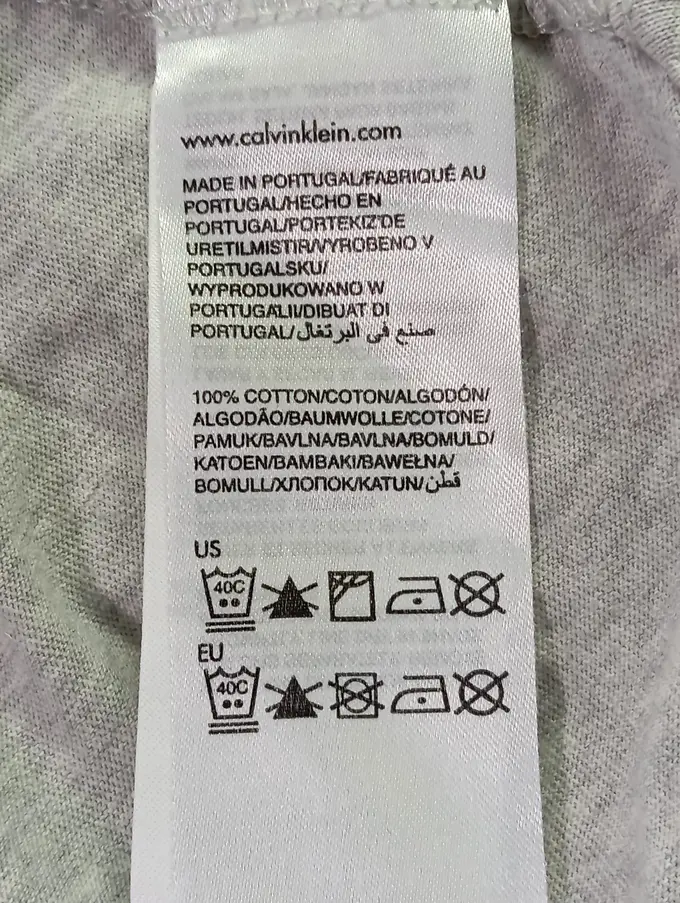 www.calvinklein.com
MADE IN PORTUGAL/FABRIQUÉ AU
PORTUGAL/HECHO EN
PORTUGAL/PORTEKIZ'DE
URETILMISTIR/VYROBENO V
PORTUGALSKU/
WYPRODUKOWANO W
PORTUGALII/DIBUAT DI
PORTUGAL/صنع في البرتغال
100% COTTON/COTON/ALGODÓN/
ALGODÃO/BAUMWOLLE/COTONE/
PAMUK/BAVLNA/BAVLNA/BOMULD/
KATOEN/BAMBAKI/BAWEŁNA/
BOMULL/ХЛОПОК/KATUN/قطن
US
40C
EU
40C